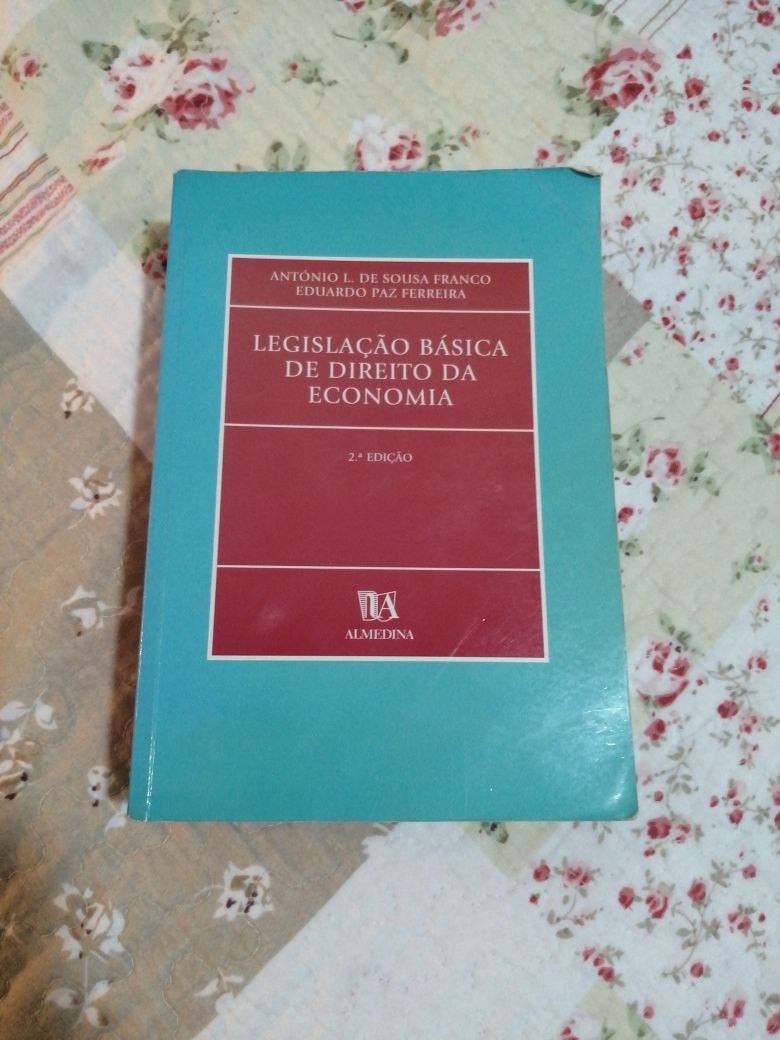 ANTÓNIO L. DE SOUSA FRANCO
EDUARDO PAZ FERREIRA
LEGISLAÇÃO BÁSICA
DE DIREITO DA
ECONOMIA
2.ª EDIÇÃO
ALMEDINA